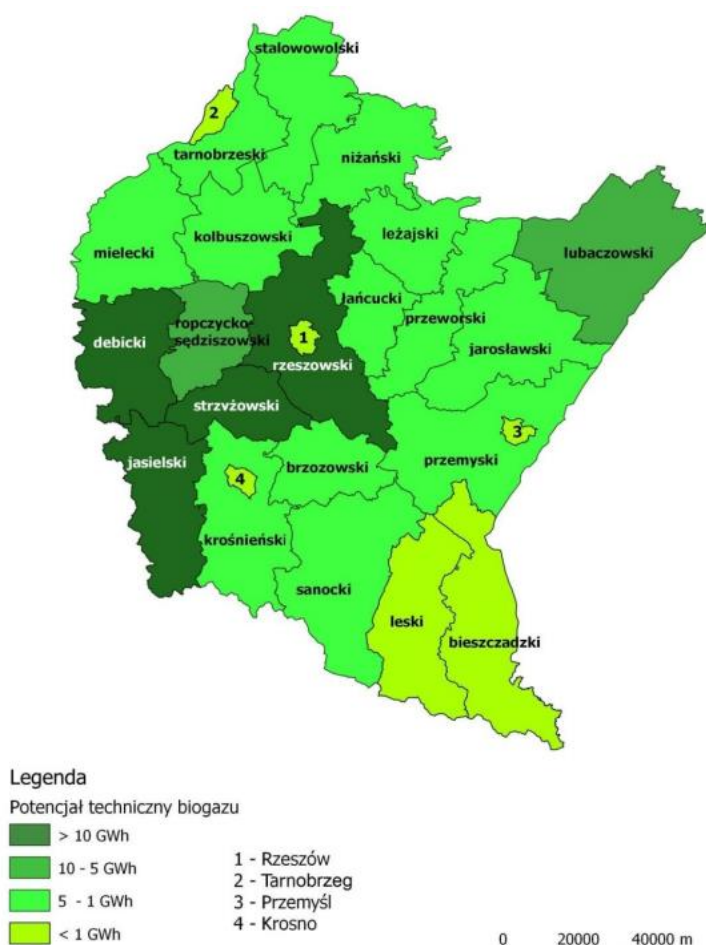 stalowowolski
2
tarnobrzeski
niżański
mielecki
kolbuszowski
leżajski
lubaczowski
łańcucki
ropczycko-
sędziszowski
przeworski
debicki
1
rzeszowski
jarosławski
strzyżowski
3
jasielski
brzozowski
przemyski
4
krośnieński
sanocki
leski
bieszczadzki
Legenda
Potencjał techniczny biogazu
> 10 GWh
10 - 5 GWh
5 - 1 GWh
< 1 GWh
1 - Rzeszów
2 - Tarnobrzeg
3 - Przemyśl
4 - Krosno
0 20000 40000 m